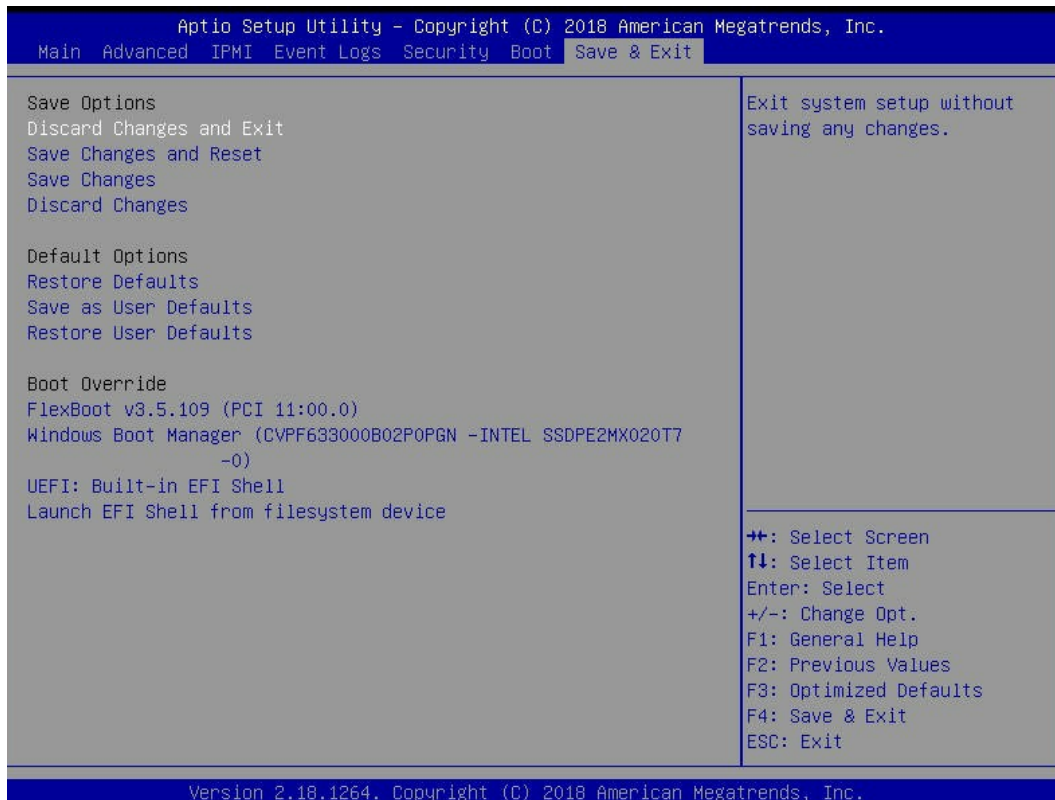 Aptio Setup Utility – Copyright (C) 2018 American Megatrends, Inc.
Main Advanced IPMI Event Logs Security Boot Save & Exit
Save Options
Discard Changes and Exit
Save Changes and Reset
Save Changes
Discard Changes
Default Options
Restore Defaults
Save as User Defaults
Restore User Defaults
Boot Override
FlexBoot v3.5.109 (PCI 11:00.0)
Windows Boot Manager (CVPF633000B02P0PGN -INTEL SSDPE2MX020T7
-0)
UEFI: Built-in EFI Shell
Launch EFI Shell from filesystem device
Exit system setup without
saving any changes.
→←: Select Screen
↑↓: Select Item
Enter: Select
+/-: Change Opt.
F1: General Help
F2: Previous Values
F3: Optimized Defaults
F4: Save & Exit
ESC: Exit
Version 2.18.1264. Copyright (C) 2018 American Megatrends, Inc.